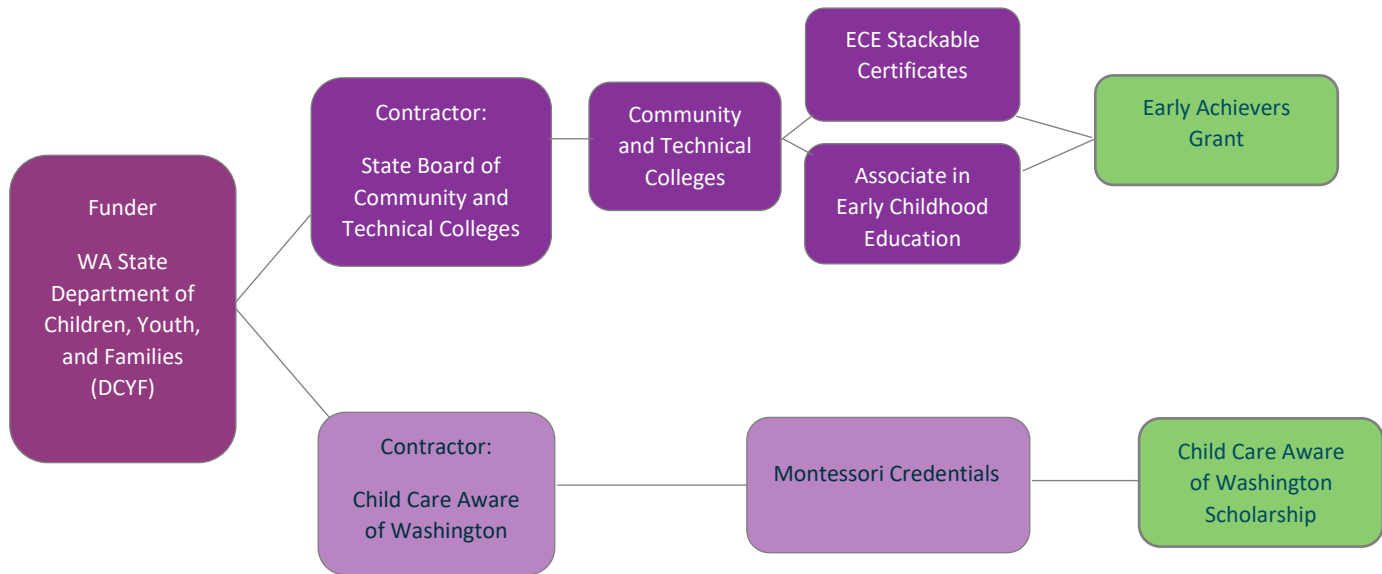 Funder
WA State
Department of
Children, Youth,
and Families
(DCYF)
Contractor:
State Board of
Community and
Technical Colleges
Community
and Technical
Colleges
ECE Stackable
Certificates
Associate in
Early Childhood
Education
Early Achievers
Grant
Contractor:
Child Care Aware
of Washington
Montessori Credentials
Child Care Aware
of Washington
Scholarship